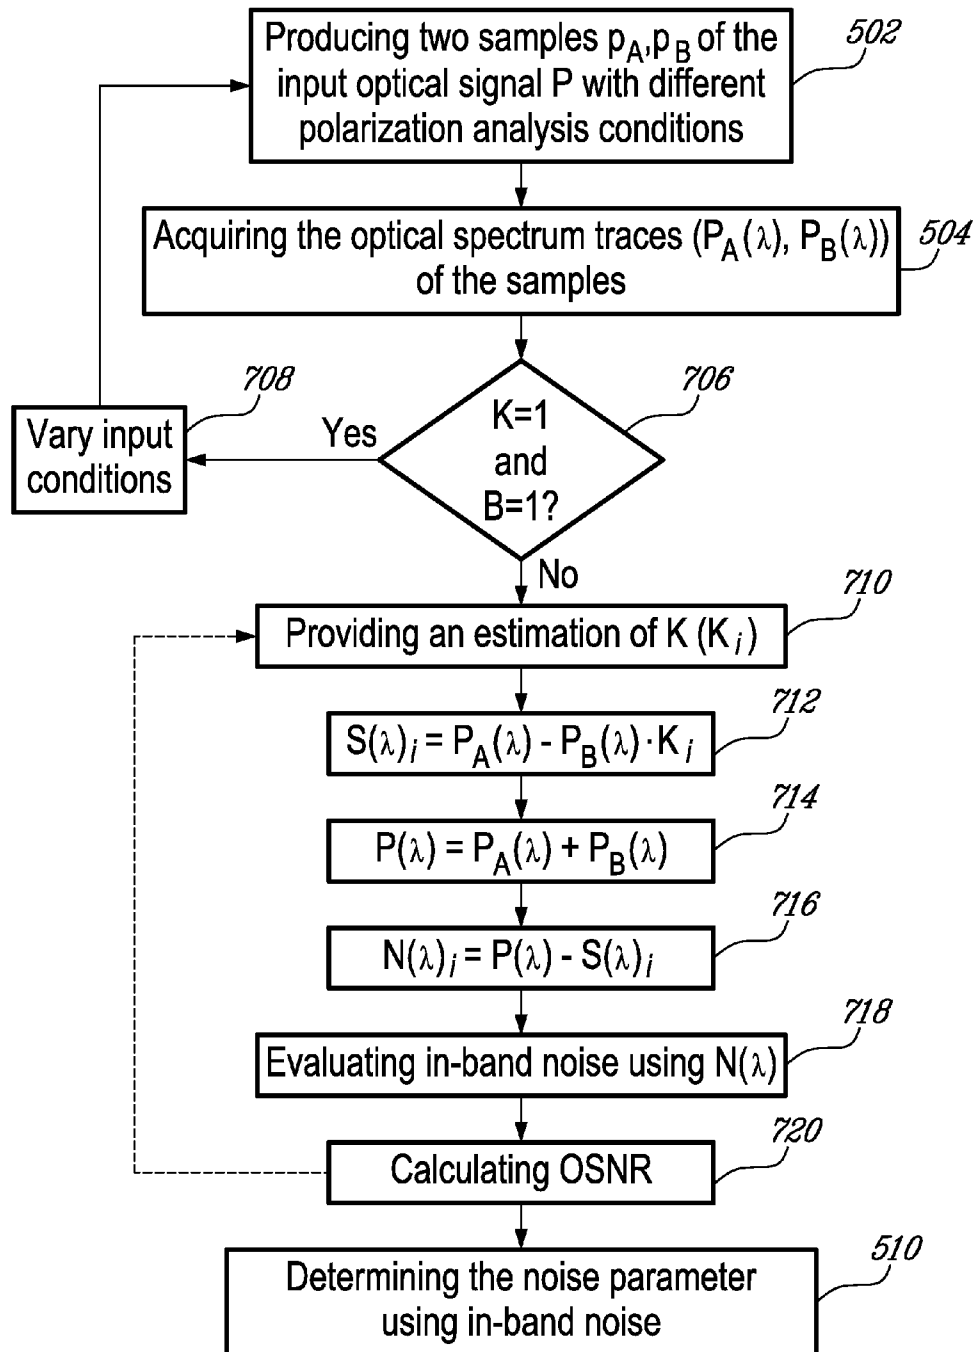 Producing two samples pA,pB of the
input optical signal P with different
polarization analysis conditions
502
Acquiring the optical spectrum traces (PA(λ), PB(λ))
of the samples
504
K=1
and
B=1?
706
Yes
708
Vary input
conditions
No
Providing an estimation of K (Ki)
710
S(λ)i = PA(λ) - PB(λ)·Ki
712
P(λ) = PA(λ) + PB(λ)
714
N(λ)i = P(λ) - S(λ)i
716
Evaluating in-band noise using N(λ)
718
Calculating OSNR
720
Determining the noise parameter
using in-band noise
510